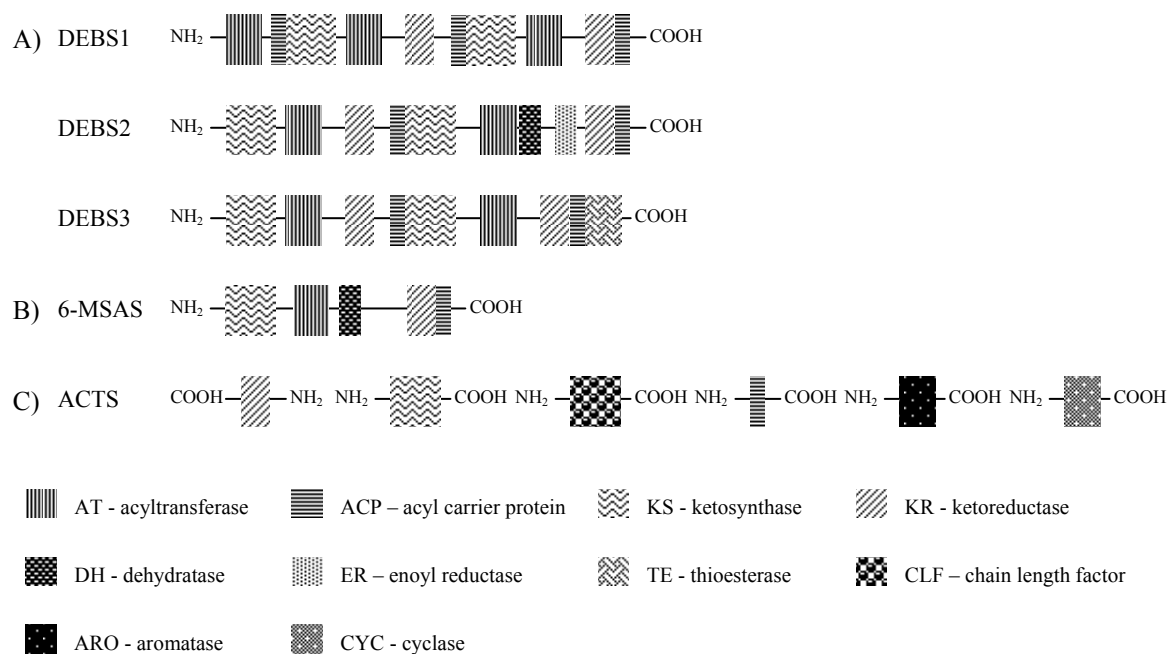 A) DEBS1 NH₂ COOH
DEBS2 NH₂ COOH
DEBS3 NH₂ COOH
B) 6-MSAS NH₂ COOH
C) ACTS COOH NH₂ NH₂ COOH NH₂ COOH NH₂ COOH NH₂ COOH NH₂ COOH
AT - acyltransferase ACP – acyl carrier protein KS - ketosynthase KR - ketoreductase
DH - dehydratase ER – enoyl reductase TE - thioesterase CLF – chain length factor
ARO - aromatase CYC - cyclase